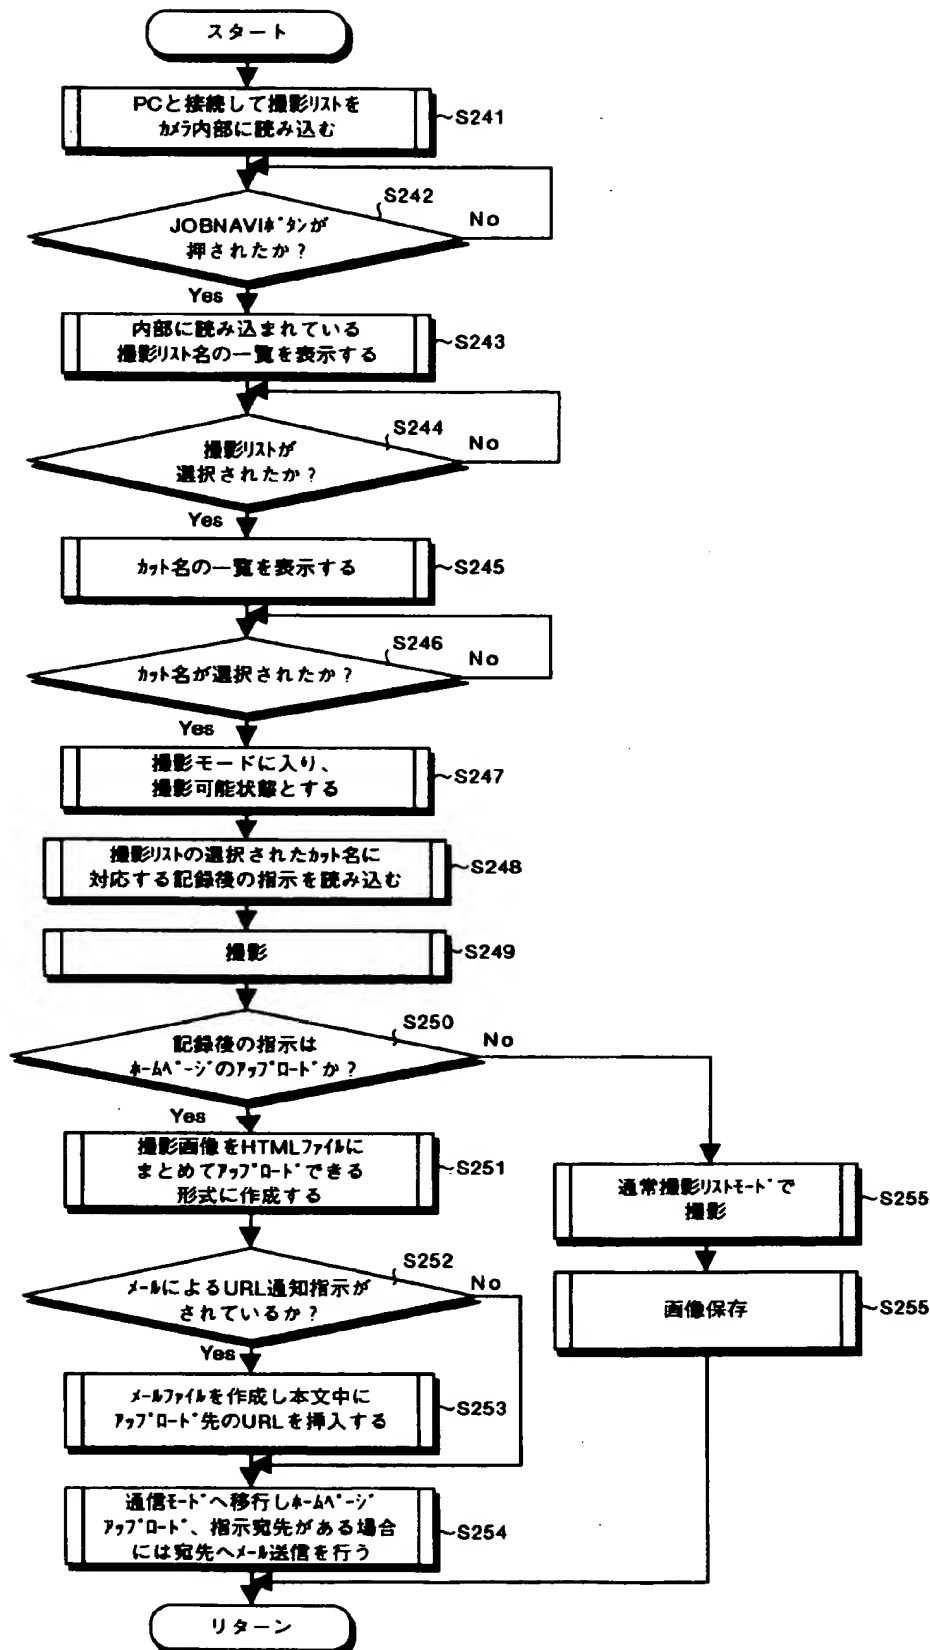 スタート
PCと接続して撮影リストを
カメラ内部に読み込む
~S241
S242
JOBNAVIボタンが
押されたか?
No
Yes
内部に読み込まれている
撮影リスト名の一覧を表示する
~S243
S244
撮影リストが
選択されたか?
No
Yes
カット名の一覧を表示する
~S245
S246
カット名が選択されたか?
No
Yes
撮影モードに入り、
撮影可能状態とする
~S247
撮影リストの選択されたカット名に
対応する記録後の指示を読み込む
~S248
撮影
~S249
S250
記録後の指示は
ホームページのアップロードか?
No
Yes
撮影画像をHTMLファイルに
まとめてアップロードできる
形式に作成する
~S251
通常撮影リストモードで
撮影
~S255
S252
メールによるURL通知指示が
されているか?
No
Yes
画像保存
~S255
メールファイルを作成し本文中に
アップロード先のURLを挿入する
~S253
通信モードへ移行しホームページ
アップロード、指示宛先がある場合
には宛先へメール送信を行う
~S254
リターン